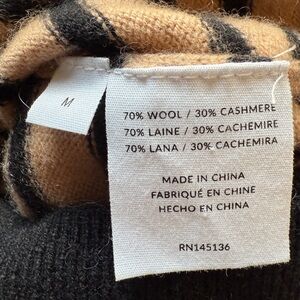 M
70% WOOL / 30% CASHMERE
70% LAINE / 30% CACHEMIRE
70% LANA / 30% CACHEMIRA
MADE IN CHINA
FABRIQUÉ EN CHINE
HECHO EN CHINA
RN145136